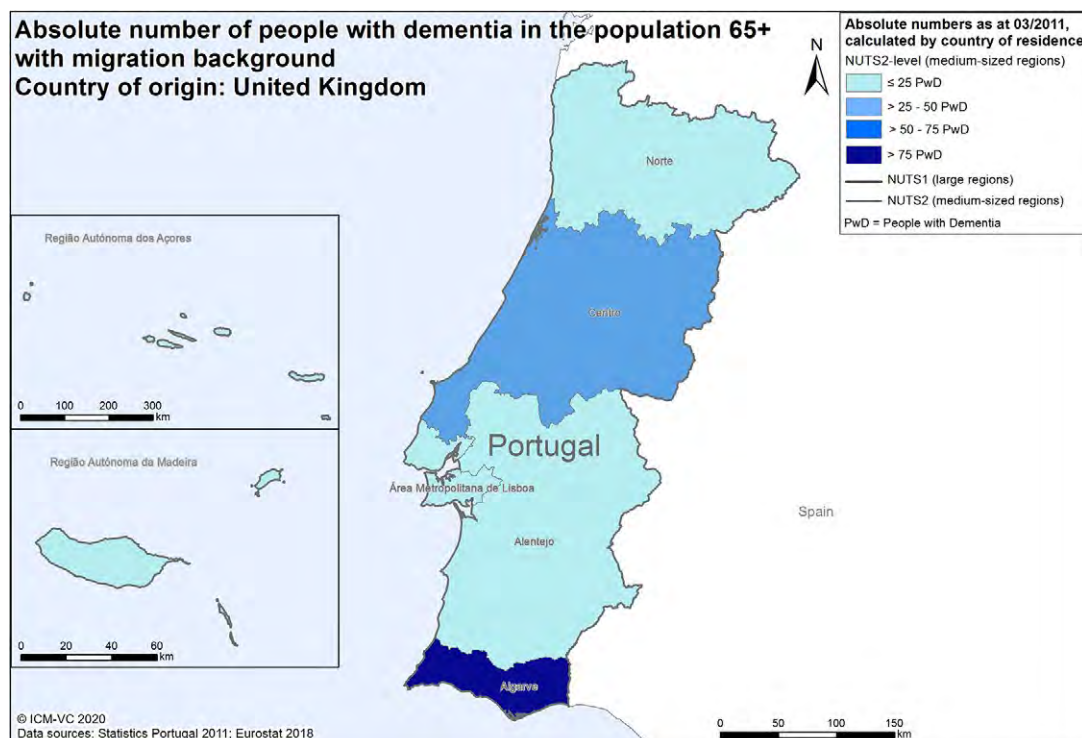 Absolute number of people with dementia in the population 65+
with migration background
Country of origin: United Kingdom
N
Absolute numbers as at 03/2011,
calculated by country of residence
NUTS2-level (medium-sized regions)
≤ 25 PwD
> 25 - 50 PwD
> 50 - 75 PwD
> 75 PwD
NUTS1 (large regions)
NUTS2 (medium-sized regions)
PwD = People with Dementia
Norte
Região Autónoma dos Açores
0 100 200 300
km
Centro
Portugal
Região Autónoma da Madeira
Área Metropolitana de Lisboa
Spain
Alentejo
0 20 40 60
km
Algarve
© ICM-VC 2020
Data sources: Statistics Portugal 2011; Eurostat 2018
0 50 100 150
km